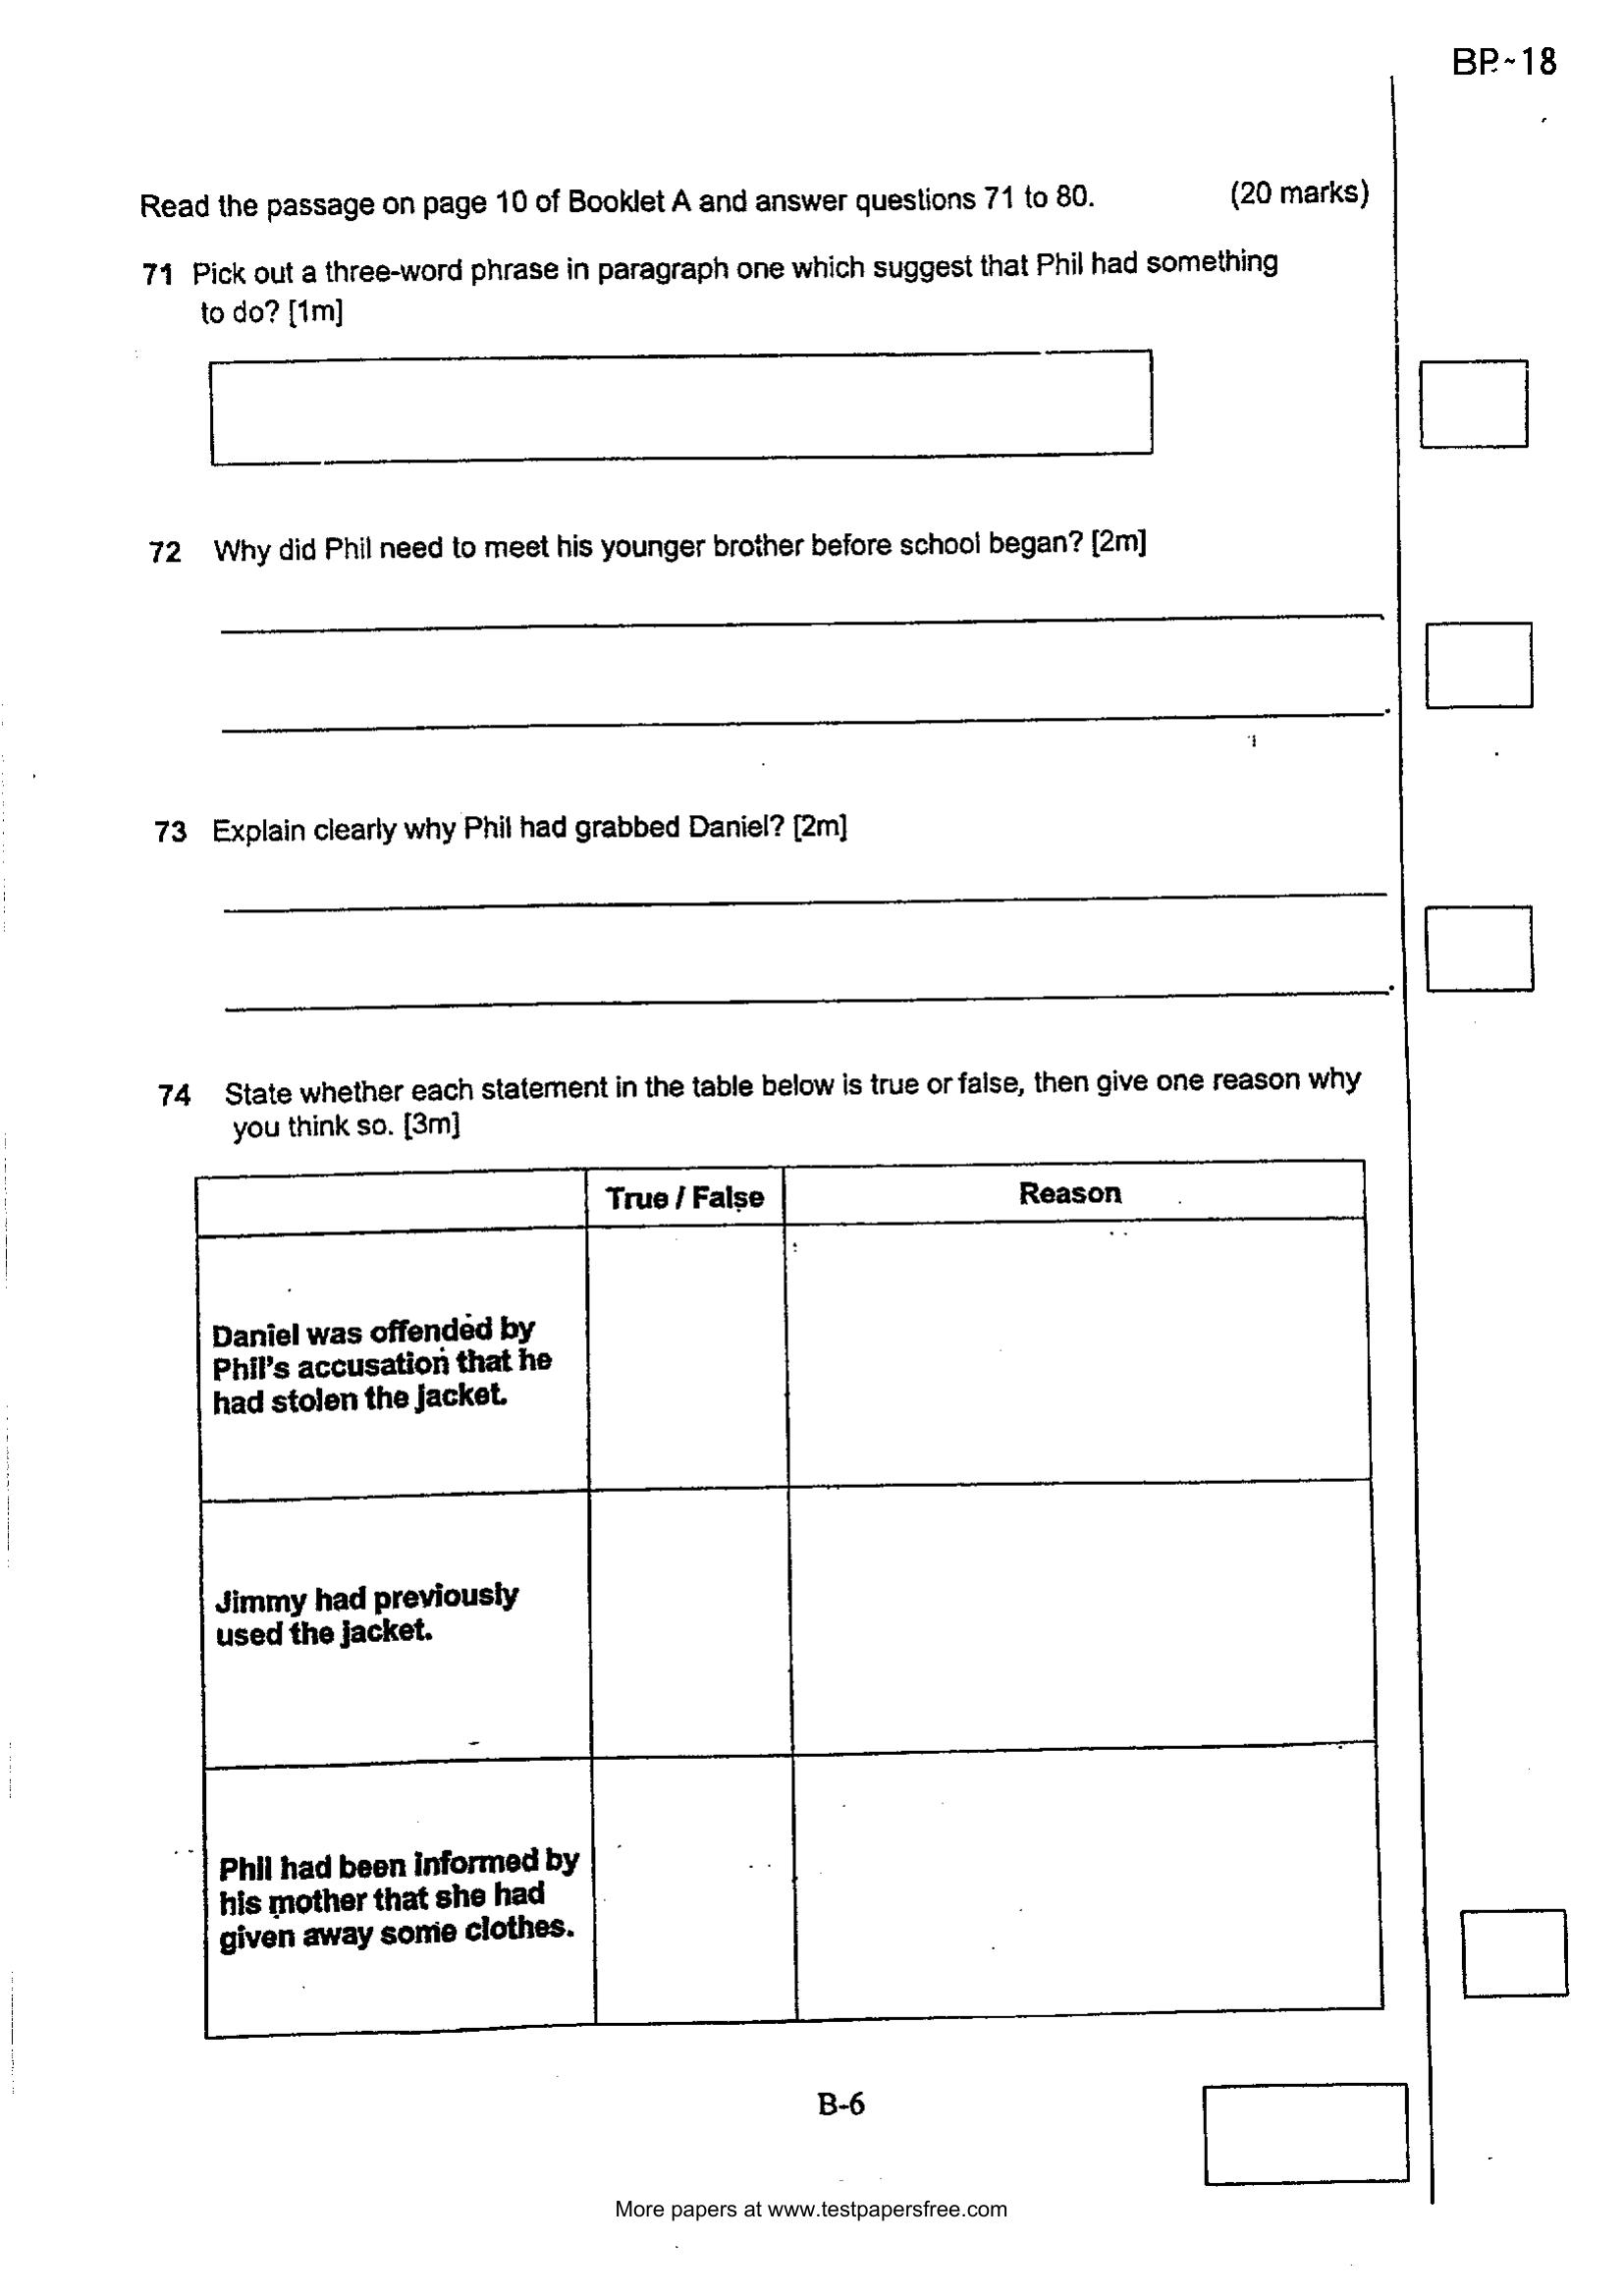 BP-18
Read the passage on page 10 of Booklet A and answer questions 71 to 80. (20 marks)
71 Pick out a three-word phrase in paragraph one which suggest that Phil had something
to do? [1m]
72 Why did Phil need to meet his younger brother before school began? [2m]
73 Explain clearly why Phil had grabbed Daniel? [2m]
74 State whether each statement in the table below is true or false, then give one reason why
you think so. [3m]
True / False Reason
Daniel was offended by
Phil's accusation that he
had stolen the jacket.
Jimmy had previously
used the jacket.
Phil had been informed by
his mother that she had
given away some clothes.
B-6
More papers at www.testpapersfree.com